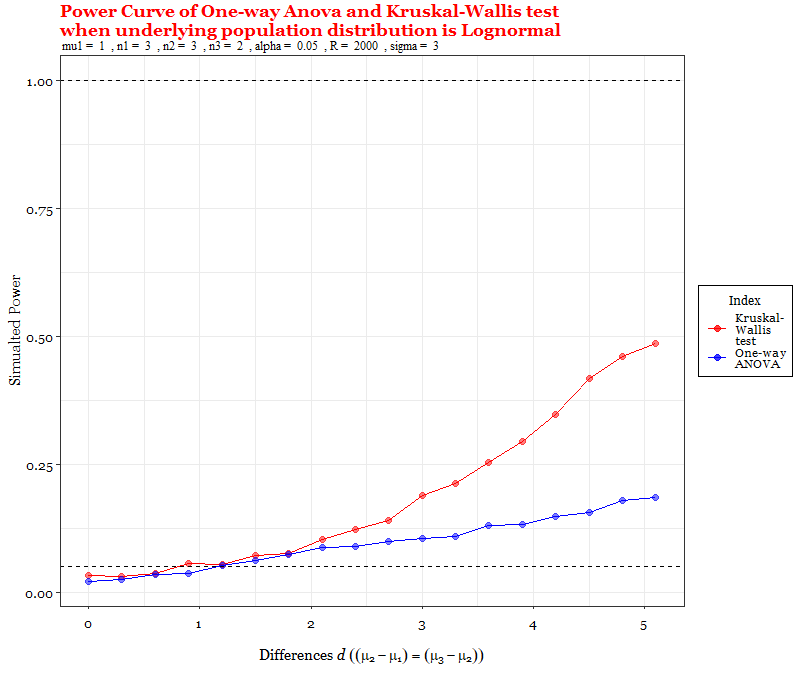 Power Curve of One-way Anova and Kruskal-Wallis test
when underlying population distribution is Lognormal
mu1 = 1 , n1 = 3 , n2 = 3 , n3 = 2 , alpha = 0.05 , R = 2000 , sigma = 3
1.00
0.75
0.50
0.25
0.00
Simualted Power
0 1 2 3 4 5
Differences d ((μ₂ − μ₁) = (μ₃ − μ₂))
Index
Kruskal-
Wallis
test
One-way
ANOVA